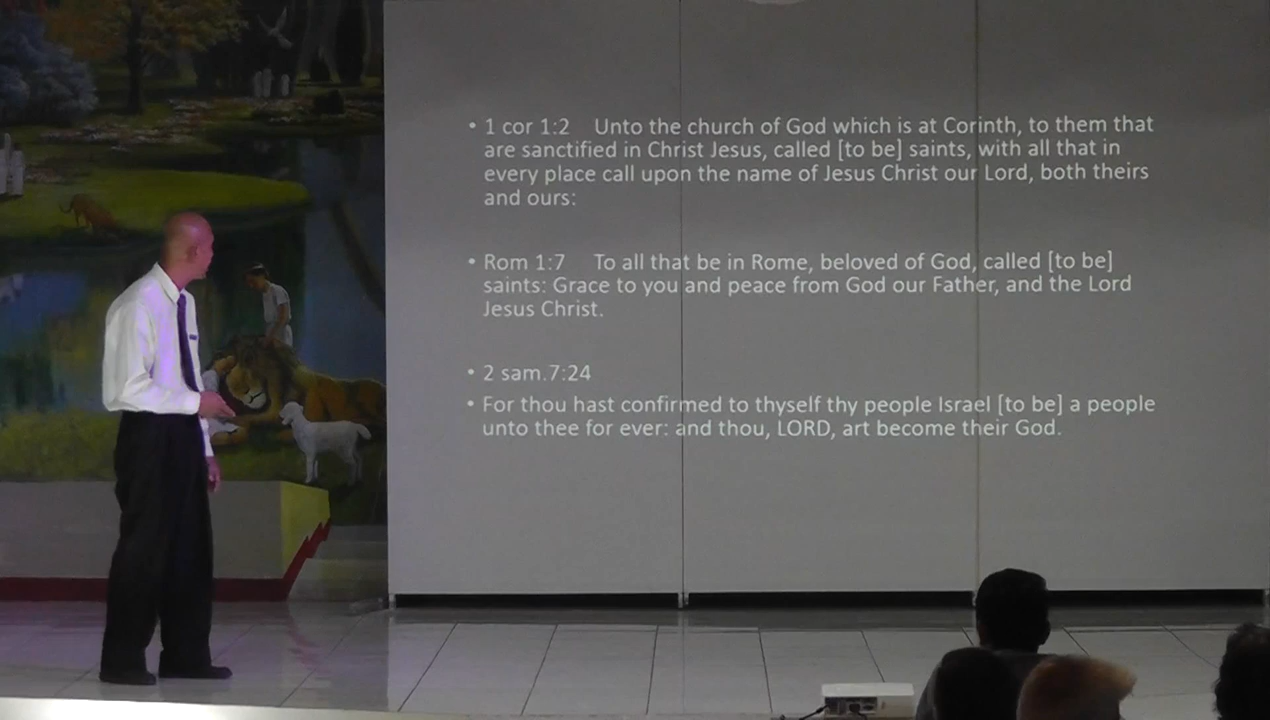 • 1 cor 1:2 Unto the church of God which is at Corinth, to them that
are sanctified in Christ Jesus, called [to be] saints, with all that in
every place call upon the name of Jesus Christ our Lord, both theirs
and ours:
• Rom 1:7 To all that be in Rome, beloved of God, called [to be]
saints: Grace to you and peace from God our Father, and the Lord
Jesus Christ.
• 2 sam.7:24
• For thou hast confirmed to thyself thy people Israel [to be] a people
unto thee for ever: and thou, LORD, art become their God.